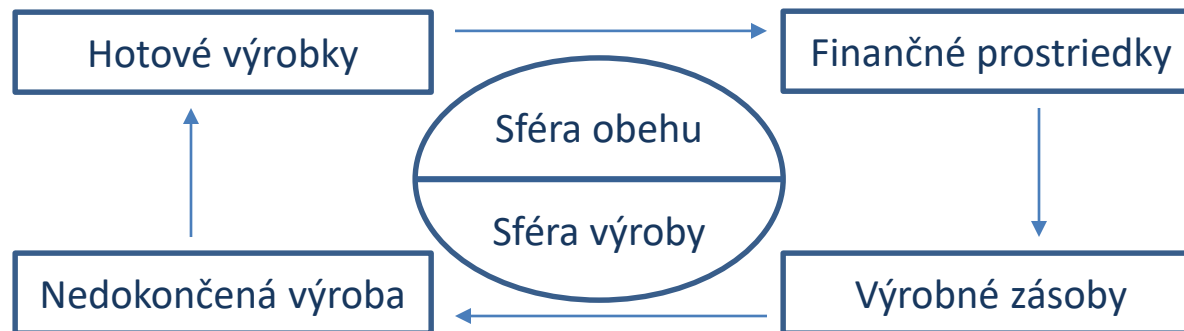 Hotové výrobky
Finančné prostriedky
Sféra obehu
Sféra výroby
Nedokončená výroba
Výrobné zásoby